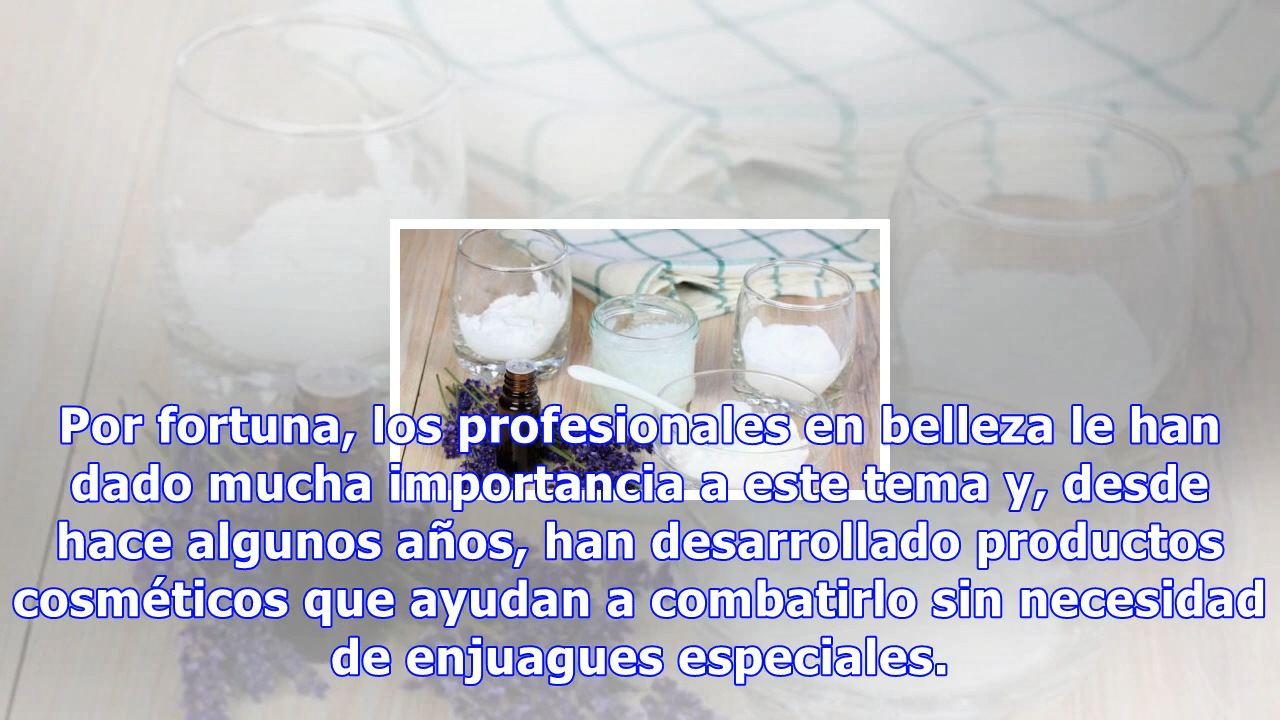 Por fortuna, los profesionales en belleza le han
dado mucha importancia a este tema y, desde
hace algunos años, han desarrollado productos
cosméticos que ayudan a combatirlo sin necesidad
de enjuagues especiales.